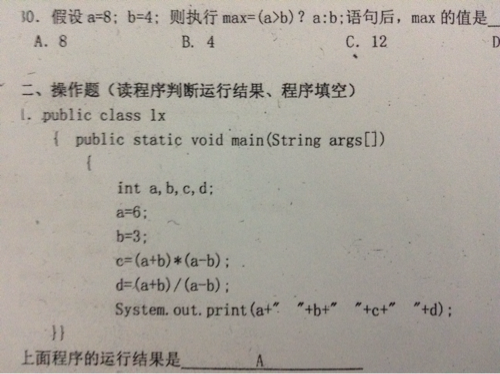 30. 假设 a=8; b=4; 则执行 max=(a>b)? a:b;语句后, max 的值是
A. 8 B. 4 C. 12 D
二、操作题（读程序判断运行结果、程序填空）
1. public class lx
{ public static void main(String args[])
{
int a,b,c,d;
a=6;
b=3;
c=(a+b)*(a-b);
d=(a+b)/(a-b);
System.out.print(a+" "+b+" "+c+" "+d);
}}
上面程序的运行结果是 A